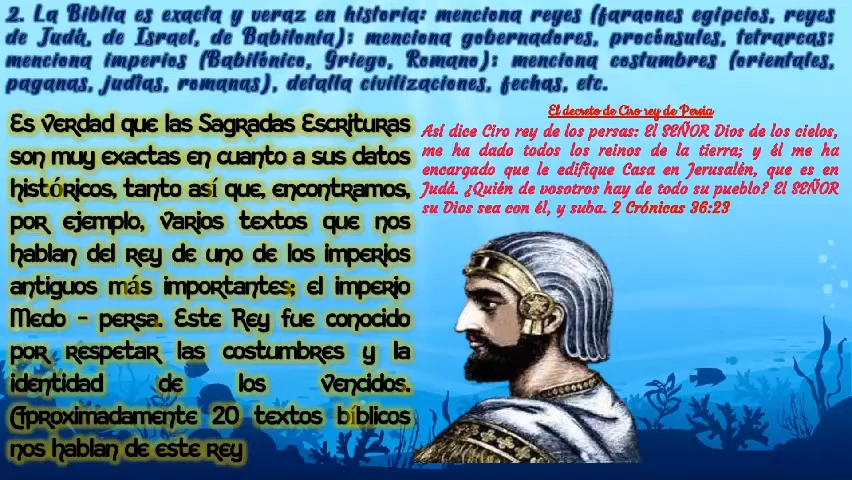 2. La Biblia es exacta y veraz en historia: menciona reyes (faraones egipcios, reyes
de Judá, de Israel, de Babilonia): menciona gobernadores, procónsules, tetrarcas:
menciona imperios (Babilónico, Griego, Romano): menciona costumbres (orientales,
paganas, judías, romanas), detalla civilizaciones, fechas, etc.
Es verdad que las Sagradas Escrituras
son muy exactas en cuanto a sus datos
históricos, tanto así que, encontramos,
por ejemplo, varios textos que nos
hablan del rey de uno de los imperios
antiguos más importantes; el imperio
Medo - persa. Este Rey fue conocido
por respetar las costumbres y la
identidad de los vencidos.
(Aproximadamente 20 textos bíblicos
nos hablan de este rey
El decreto de Ciro rey de Persia
Así dice Ciro rey de los persas: El SEÑOR Dios de los cielos,
me ha dado todos los reinos de la tierra; y él me ha
encargado que le edifique Casa en Jerusalén, que es en
Judá. ¿Quién de vosotros hay de todo su pueblo? El SEÑOR
su Dios sea con él, y suba. 2 Crónicas 36:23